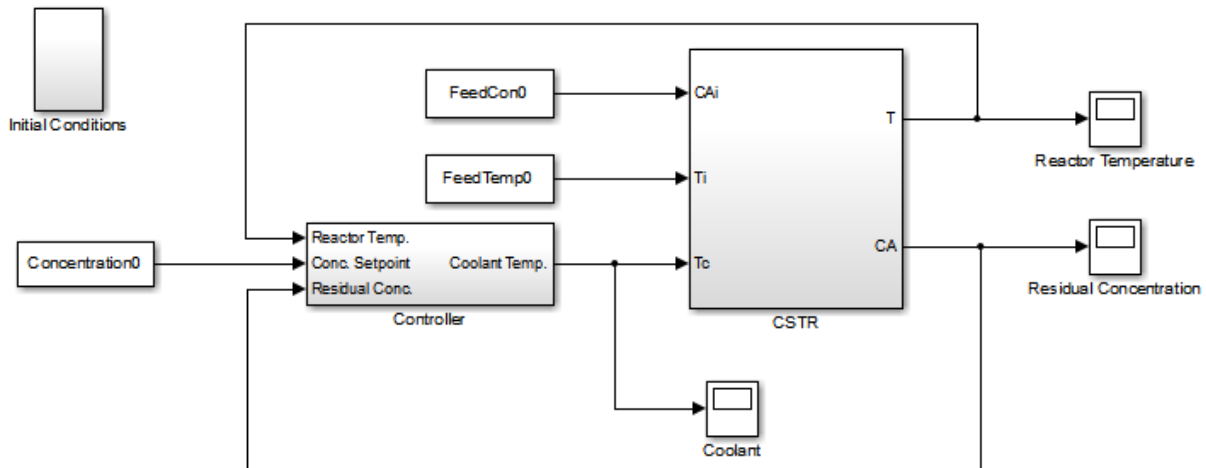 Initial Conditions
FeedCon0
FeedTemp0
Concentration0
Reactor Temp.
Conc. Setpoint
Residual Conc.
Coolant Temp.
Controller
CAi
Ti
Tc
T
CA
CSTR
Reactor Temperature
Residual Concentration
Coolant